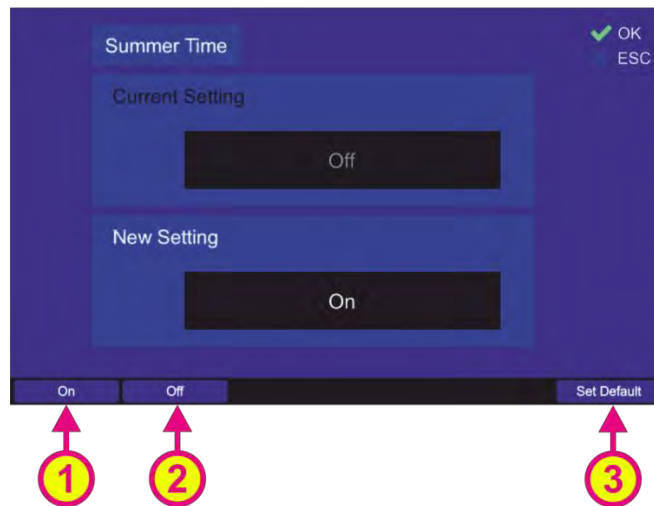 Summer Time
OK
ESC
Current Setting
Off
New Setting
On
On
Off
Set Default
1
2
3